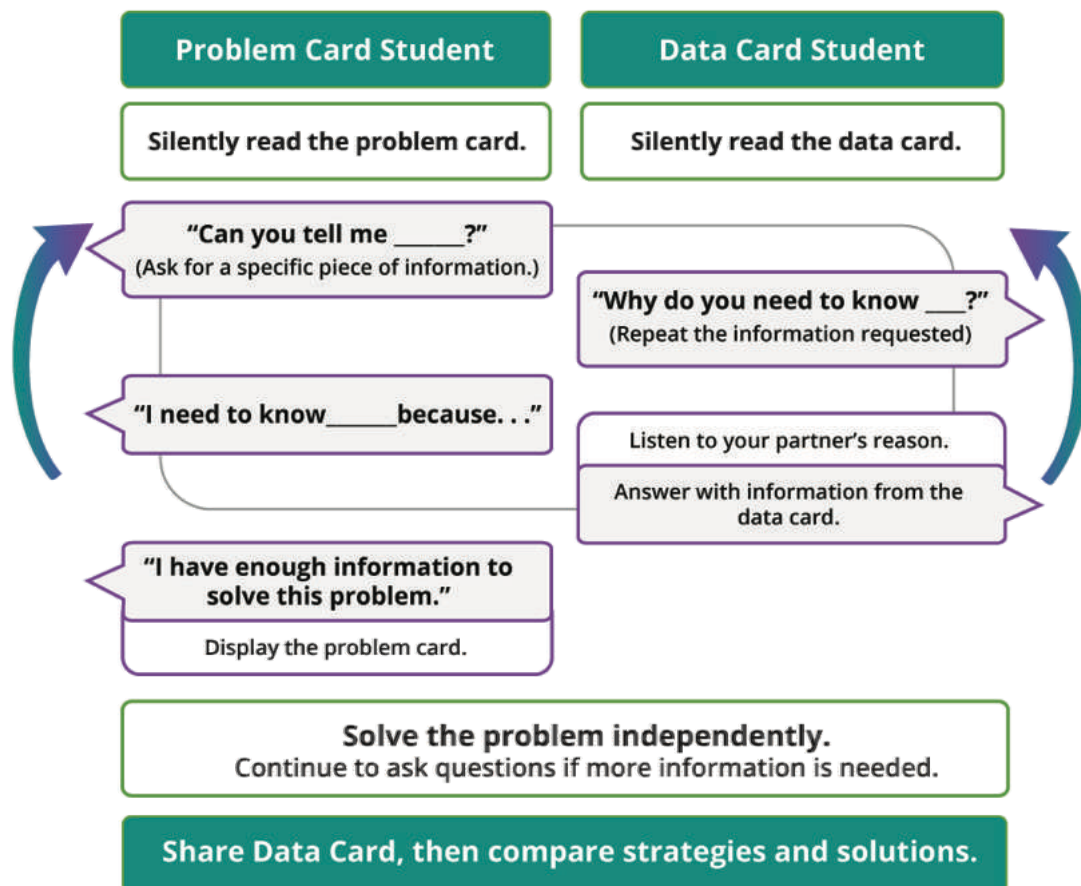 Problem Card Student
Data Card Student
Silently read the problem card.
Silently read the data card.
“Can you tell me ______?”
(Ask for a specific piece of information.)
“Why do you need to know ____?”
(Repeat the information requested)
“I need to know______because. . .”
Listen to your partner’s reason.
Answer with information from the
data card.
“I have enough information to
solve this problem.”
Display the problem card.
Solve the problem independently.
Continue to ask questions if more information is needed.
Share Data Card, then compare strategies and solutions.